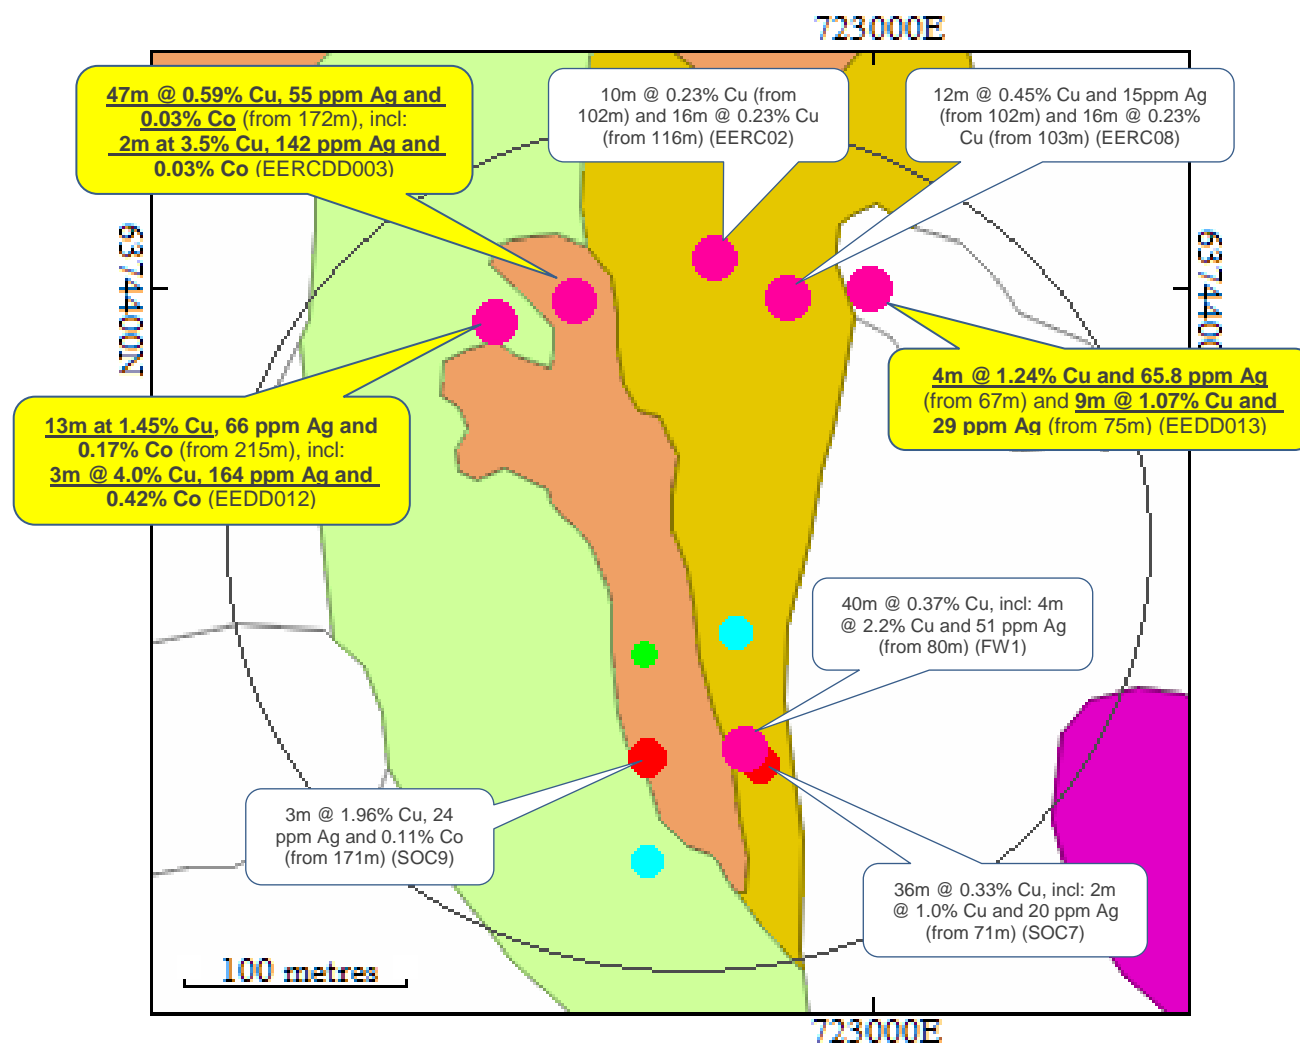 723000E
47m @ 0.59% Cu, 55 ppm Ag and
0.03% Co (from 172m), incl:
2m at 3.5% Cu, 142 ppm Ag and
0.03% Co (EERCDD003)
10m @ 0.23% Cu (from
102m) and 16m @ 0.23% Cu
(from 116m) (EERC02)
12m @ 0.45% Cu and 15ppm Ag
(from 102m) and 16m @ 0.23%
Cu (from 103m) (EERC08)
6374400N
637440
4m @ 1.24% Cu and 65.8 ppm Ag
(from 67m) and 9m @ 1.07% Cu and
29 ppm Ag (from 75m) (EEDD013)
13m at 1.45% Cu, 66 ppm Ag and
0.17% Co (from 215m), incl:
3m @ 4.0% Cu, 164 ppm Ag and
0.42% Co (EEDD012)
40m @ 0.37% Cu, incl: 4m
@ 2.2% Cu and 51 ppm Ag
(from 80m) (FW1)
3m @ 1.96% Cu, 24
ppm Ag and 0.11% Co
(from 171m) (SOC9)
36m @ 0.33% Cu, incl: 2m
@ 1.0% Cu and 20 ppm Ag
(from 71m) (SOC7)
100 metres
723000E